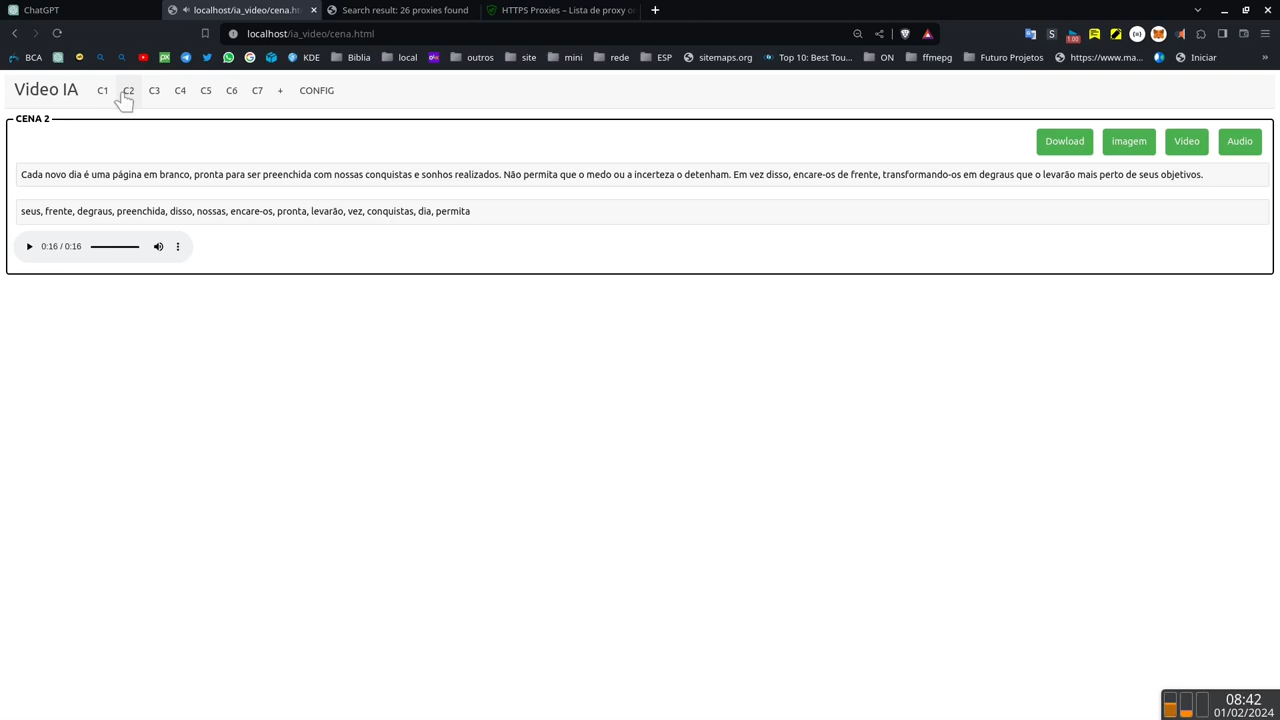 ChatGPT
localhost/ia_video/cena.ht
Search result: 26 proxies found
HTTPS Proxies – Lista de proxy o
localhost/ia_video/cena.html
1.00
BCA
KDE
Biblia
local
olx
outros
site
mini
rede
ESP
sitemaps.org
Top 10: Best Tou...
ON
ffmpeg
Futuro Projetos
https://www.ma...
Iniciar
»
Video IA
C1
C2
C3
C4
C5
C6
C7
+
CONFIG
CENA 2
Dowload
imagem
Video
Audio
Cada novo dia é uma página em branco, pronta para ser preenchida com nossas conquistas e sonhos realizados. Não permita que o medo ou a incerteza o detenham. Em vez disso, encare-os de frente, transformando-os em degraus que o levarão mais perto de seus objetivos.
seus, frente, degraus, preenchida, disso, nossas, encare-os, pronta, levarão, vez, conquistas, dia, permita
0:16 / 0:16
08:42
01/02/2024